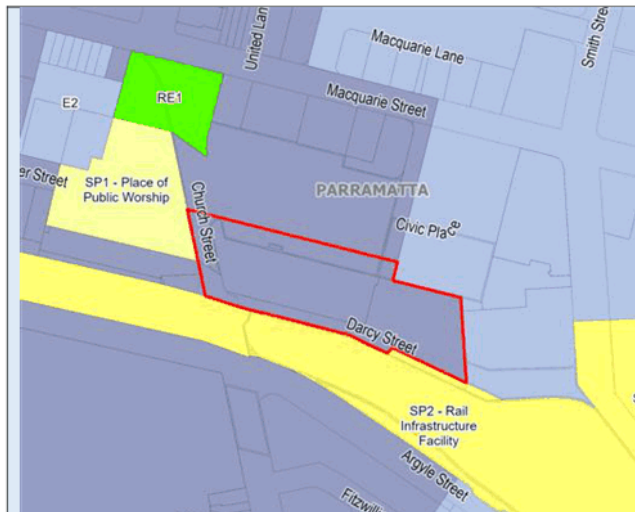 United Lane
Macquarie Lane
Smith Street
E2
RE1
Macquarie Street
er Street
SP1 - Place of
Public Worship
PARRAMATTA
Church Street
Civic Place
Darcy Street
SP2 - Rail
Infrastructure
Facility
Argyle Street
Fitzwilli